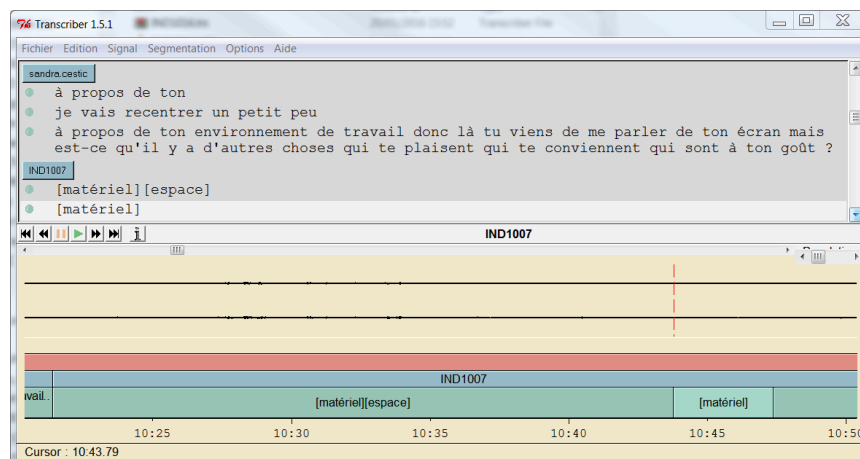 Transcriber 1.5.1
Fichier Edition Signal Segmentation Options Aide
sandra.cestic
à propos de ton
je vais recentrer un petit peu
à propos de ton environnement de travail donc là tu viens de me parler de ton écran mais
est-ce qu'il y a d'autres choses qui te plaisent qui te conviennent qui sont à ton goût ?
IND1007
[matériel][espace]
[matériel]
IND1007
IND1007
[matériel][espace] [matériel]
10:25 10:30 10:35 10:40 10:45
Cursor : 10:43.79